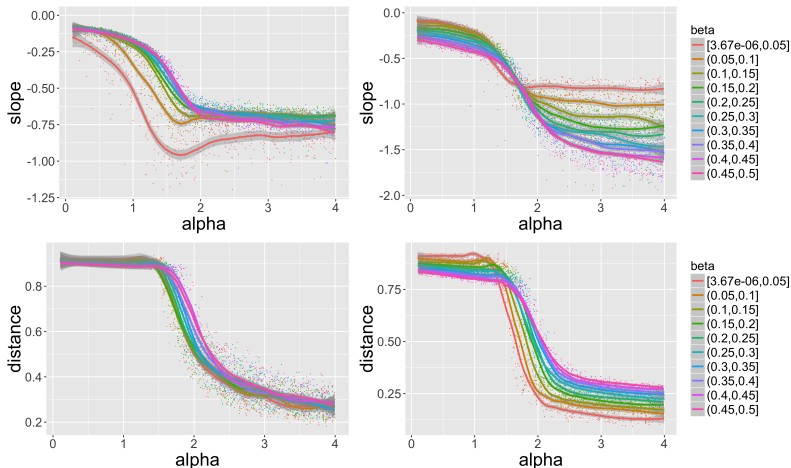 0.00
-0.25
-0.50
-0.75
-1.00
-1.25
slope
0 1 2 3 4
alpha
0.0
-0.5
-1.0
-1.5
-2.0
slope
0 1 2 3 4
alpha
beta
[3.67e-06,0.05]
(0.05,0.1]
(0.1,0.15]
(0.15,0.2]
(0.2,0.25]
(0.25,0.3]
(0.3,0.35]
(0.35,0.4]
(0.4,0.45]
(0.45,0.5]
0.8
0.6
0.4
0.2
distance
0 1 2 3 4
alpha
0.75
0.50
0.25
distance
0 1 2 3 4
alpha
beta
[3.67e-06,0.05]
(0.05,0.1]
(0.1,0.15]
(0.15,0.2]
(0.2,0.25]
(0.25,0.3]
(0.3,0.35]
(0.35,0.4]
(0.4,0.45]
(0.45,0.5]